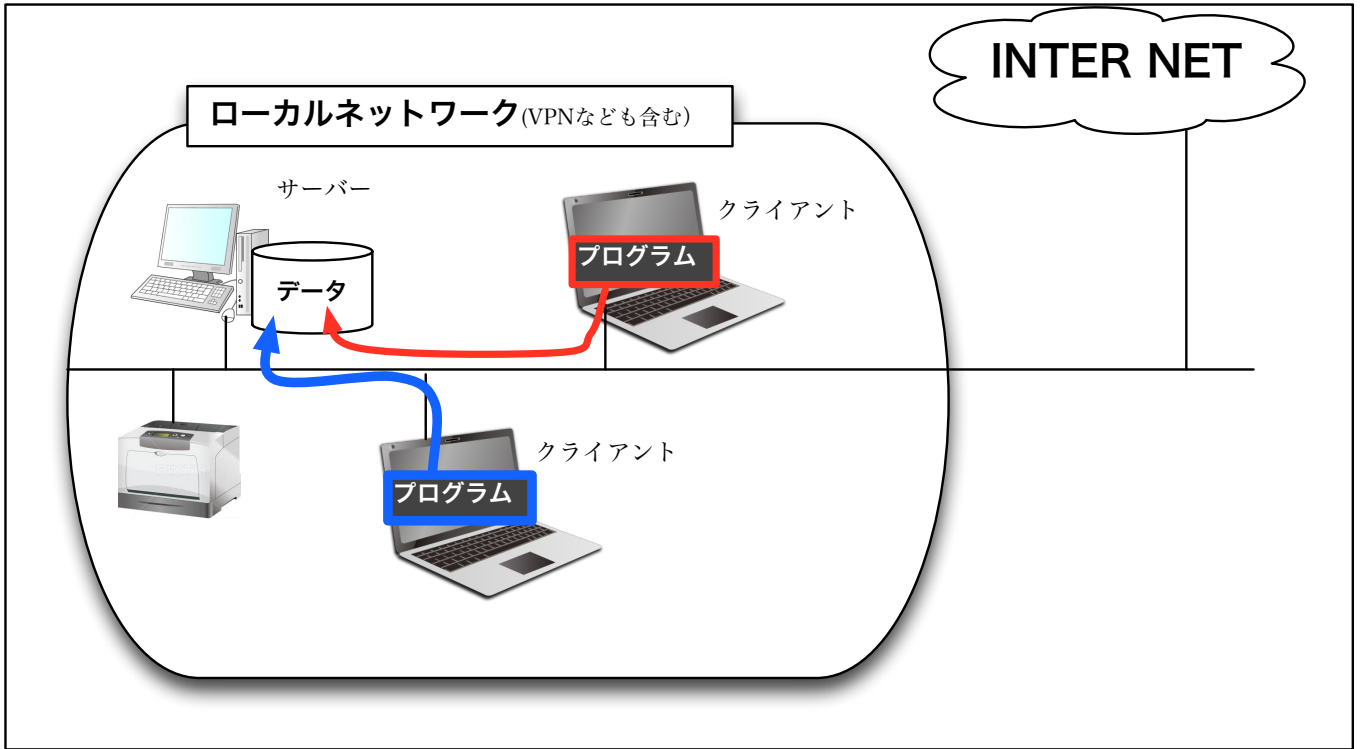 INTER NET
ローカルネットワーク(VPNなども含む)
サーバー
クライアント
プログラム
データ
クライアント
プログラム